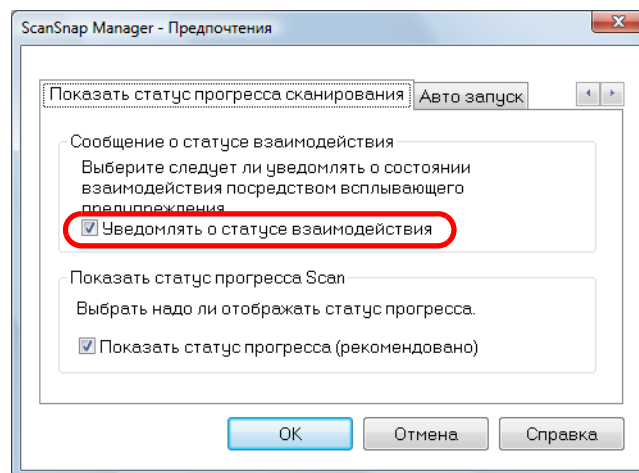 ScanSnap Manager - Предпочтения
Показать статус прогресса сканирования
Авто запуск
Сообщение о статусе взаимодействия
Выберите следует ли уведомлять о состоянии
взаимодействия посредством всплывающего
предупреждения.
Уведомлять о статусе взаимодействия
Показать статус прогресса Scan
Выбрать надо ли отображать статус прогресса.
Показать статус прогресса (рекомендовано)
OK
Отмена
Справка